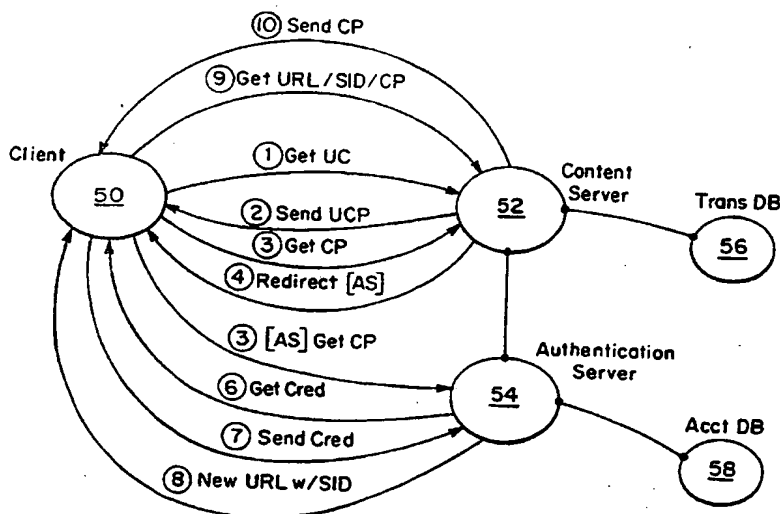 ⑩ Send CP
⑨ Get URL/SID/CP
Client
① Get UC
Content
Server
50
52
Trans DB
② Send UCP
56
③ Get CP
④ Redirect [AS]
③ [AS] Get CP
Authentication
Server
⑥ Get Cred
54
Acct DB
⑦ Send Cred
58
⑧ New URL w/SID